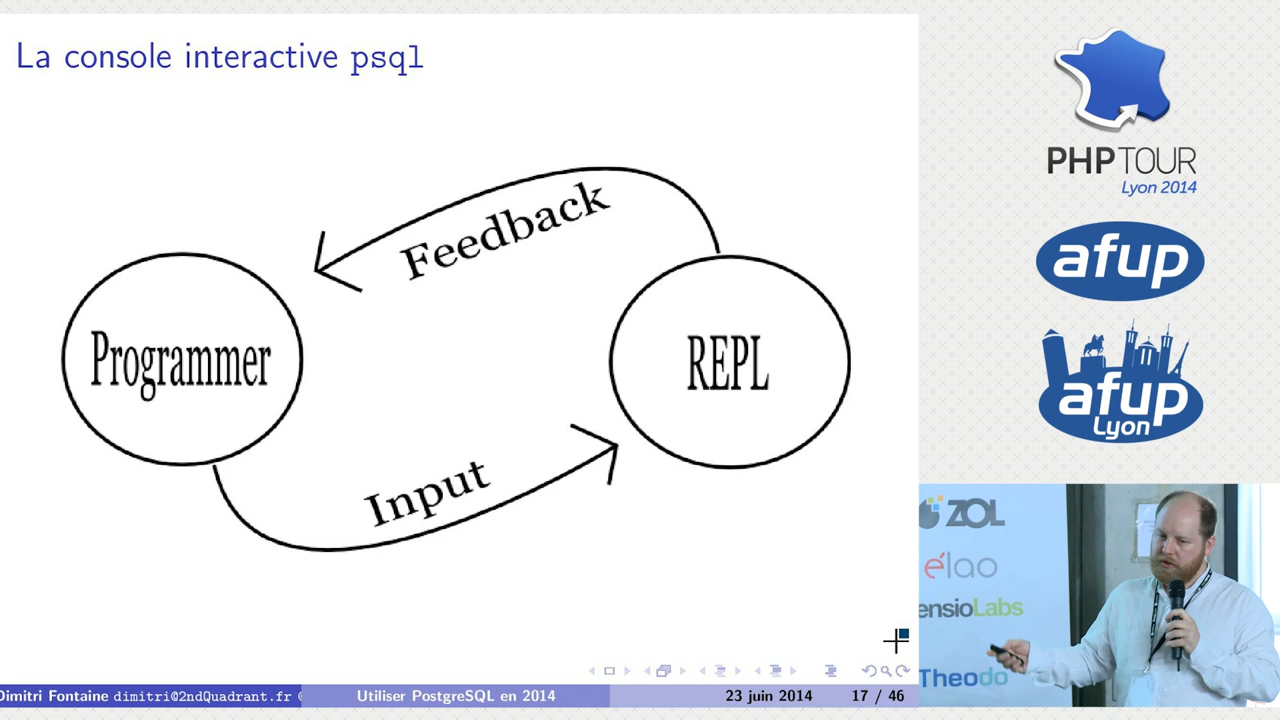 La console interactive psql
Feedback
Programmer
REPL
Input
Dimitri Fontaine dimitri@2ndQuadrant.fr
Utiliser PostgreSQL en 2014
23 juin 2014
17 / 46
PHP TOUR
Lyon 2014
afup
afup
Lyon
ZOL
élao
ensioLabs
Theodo